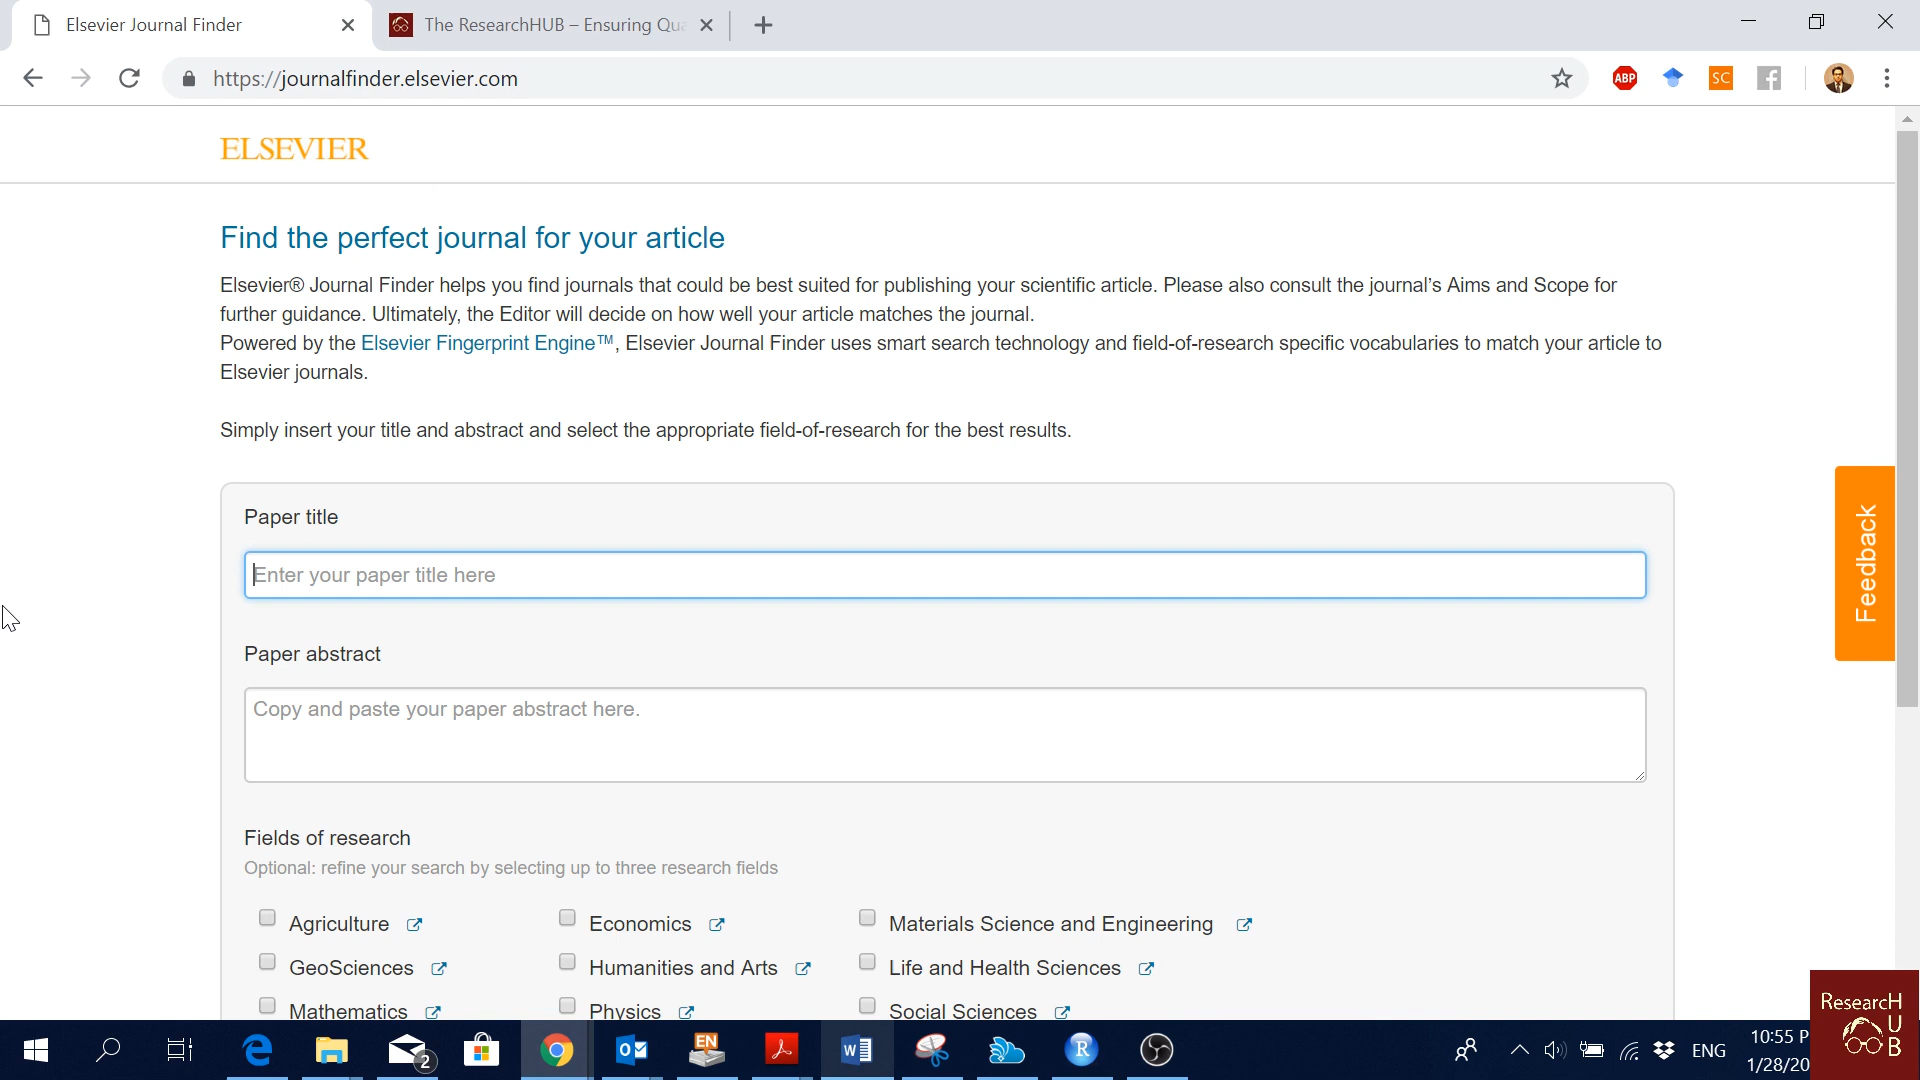 Elsevier Journal Finder
The ResearchHUB – Ensuring Qua
https://journalfinder.elsevier.com
ABP
SC
ELSEVIER
Find the perfect journal for your article
Elsevier® Journal Finder helps you find journals that could be best suited for publishing your scientific article. Please also consult the journal's Aims and Scope for
further guidance. Ultimately, the Editor will decide on how well your article matches the journal.
Powered by the Elsevier Fingerprint Engine™, Elsevier Journal Finder uses smart search technology and field-of-research specific vocabularies to match your article to
Elsevier journals.
Simply insert your title and abstract and select the appropriate field-of-research for the best results.
Paper title
Enter your paper title here
Feedback
Paper abstract
Copy and paste your paper abstract here.
Fields of research
Optional: refine your search by selecting up to three research fields
Agriculture
Economics
Materials Science and Engineering
GeoSciences
Humanities and Arts
Life and Health Sciences
Mathematics
Physics
Social Sciences
2
EN
R
ENG
10:55 P
1/28/20
ResearcH
U
B